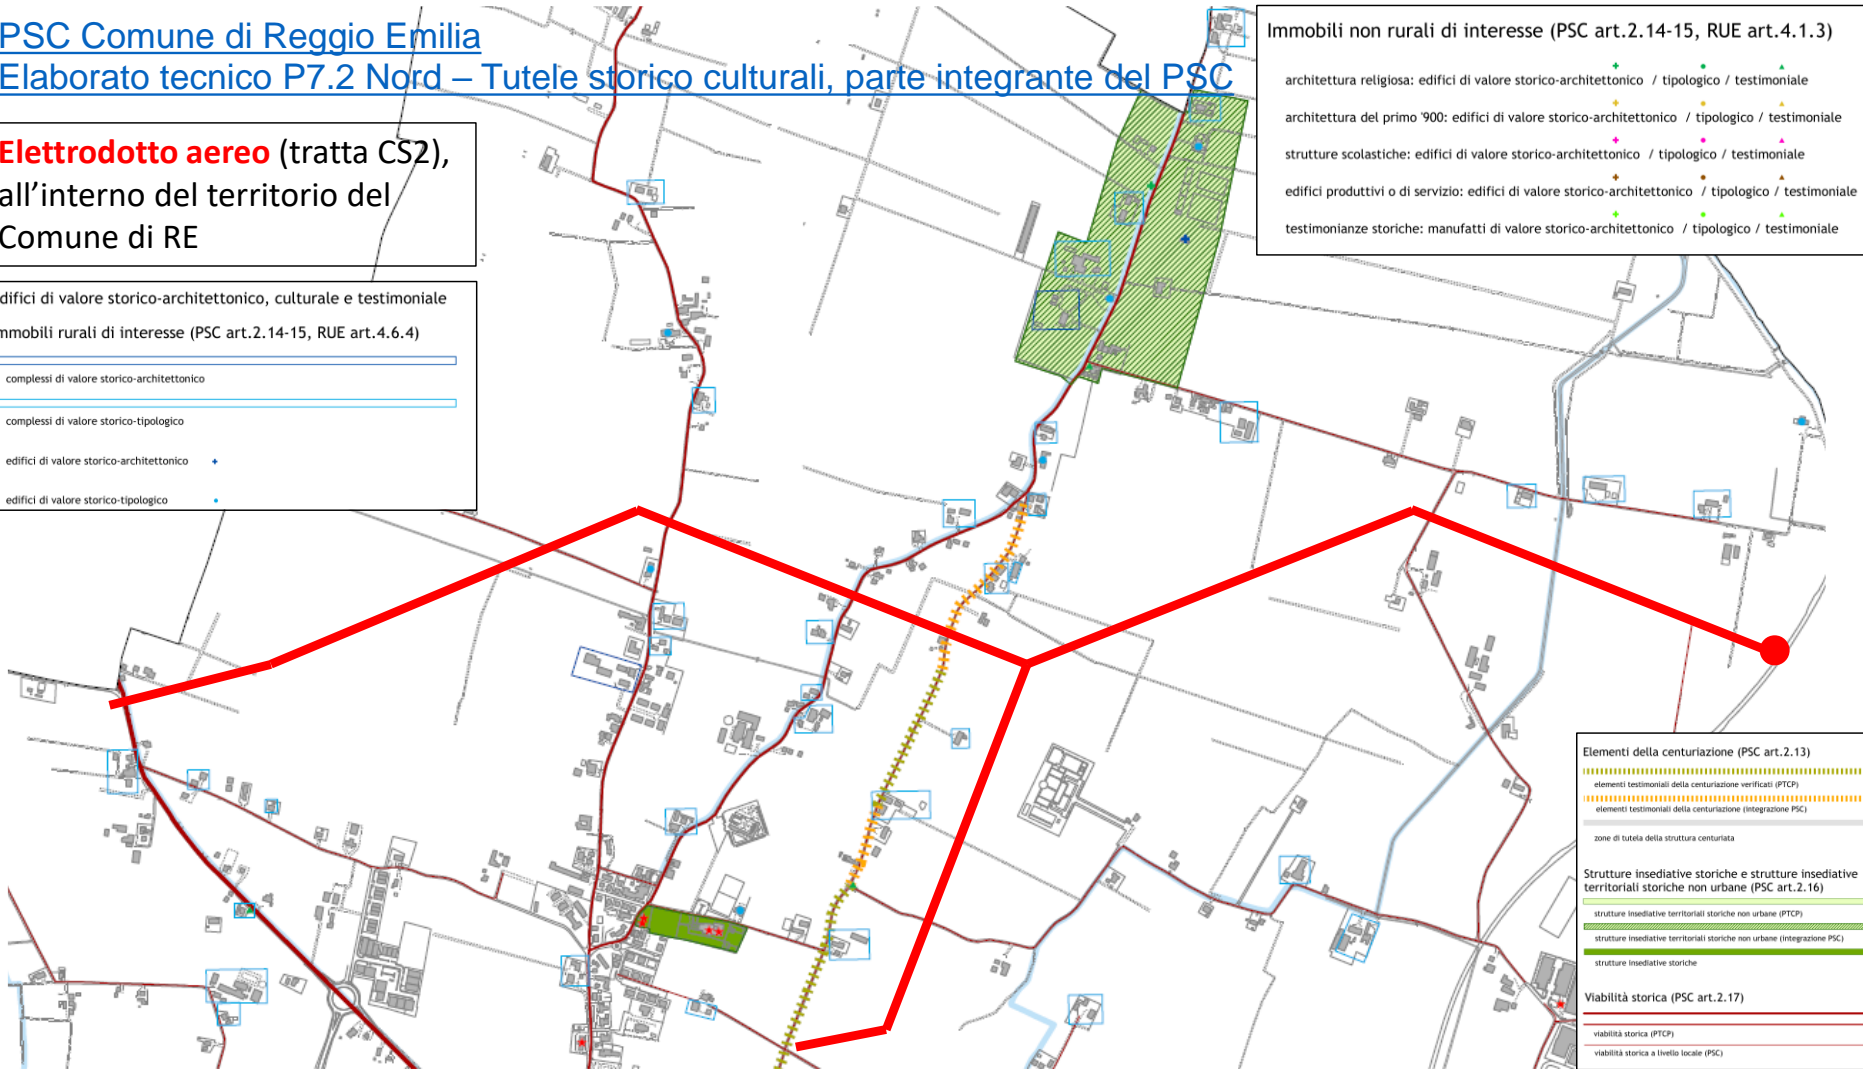 PSC Comune di Reggio Emilia
Elaborato tecnico P7.2 Nord – Tutele storico culturali, parte integrante del PSC
Elettrodotto aereo (tratta CS2),
all'interno del territorio del
Comune di RE
difici di valore storico-architettonico, culturale e testimoniale
mmobili rurali di interesse (PSC art.2.14-15, RUE art.4.6.4)
complessi di valore storico-architettonico
complessi di valore storico-tipologico
edifici di valore storico-architettonico
edifici di valore storico-tipologico
Immobili non rurali di interesse (PSC art.2.14-15, RUE art.4.1.3)
architettura religiosa: edifici di valore storico-architettonico / tipologico / testimoniale
architettura del primo '900: edifici di valore storico-architettonico / tipologico / testimoniale
strutture scolastiche: edifici di valore storico-architettonico / tipologico / testimoniale
edifici produttivi o di servizio: edifici di valore storico-architettonico / tipologico / testimoniale
testimonianze storiche: manufatti di valore storico-architettonico / tipologico / testimoniale
Elementi della centuriazione (PSC art.2.13)
elementi testimoniali della centuriazione verificati (PTCP)
elementi testimoniali della centuriazione (integrazione PSC)
zone di tutela della struttura centuriata
Strutture insediative storiche e strutture insediative
territoriali storiche non urbane (PSC art.2.16)
strutture insediative territoriali storiche non urbane (PTCP)
strutture insediative territoriali storiche non urbane (integrazione PSC)
strutture insediative storiche
Viabilità storica (PSC art.2.17)
viabilità storica (PTCP)
viabilità storica a livello locale (PSC)